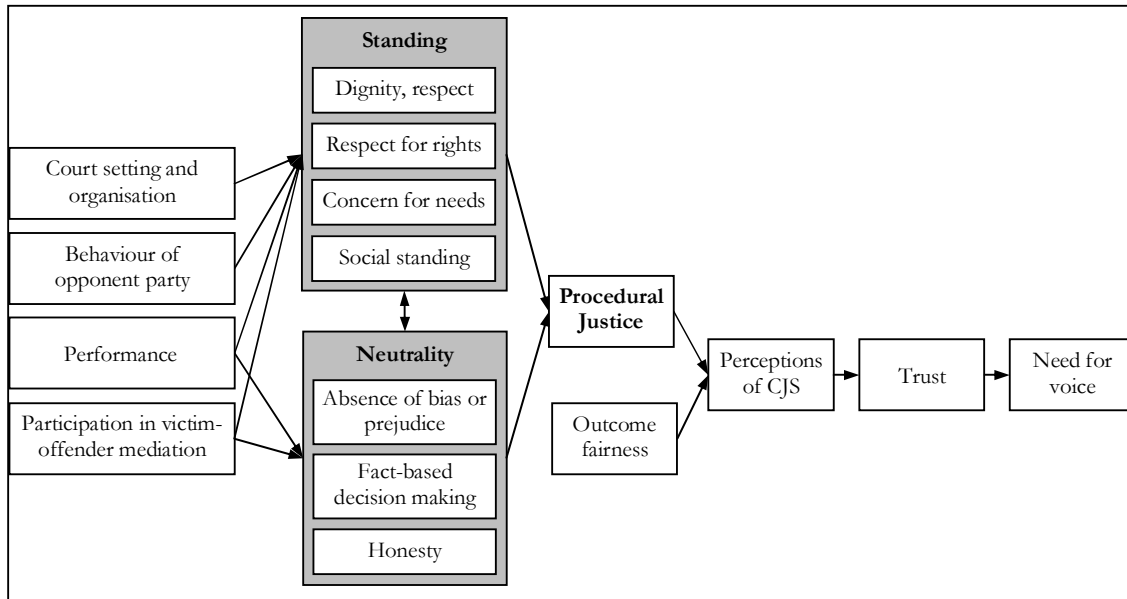 Standing
Dignity, respect
Respect for rights
Concern for needs
Social standing
Court setting and
organisation
Behaviour of
opponent party
Performance
Participation in victim-
offender mediation
Neutrality
Absence of bias or
prejudice
Fact-based
decision making
Honesty
Procedural
Justice
Outcome
fairness
Perceptions
of CJS
Trust
Need for
voice